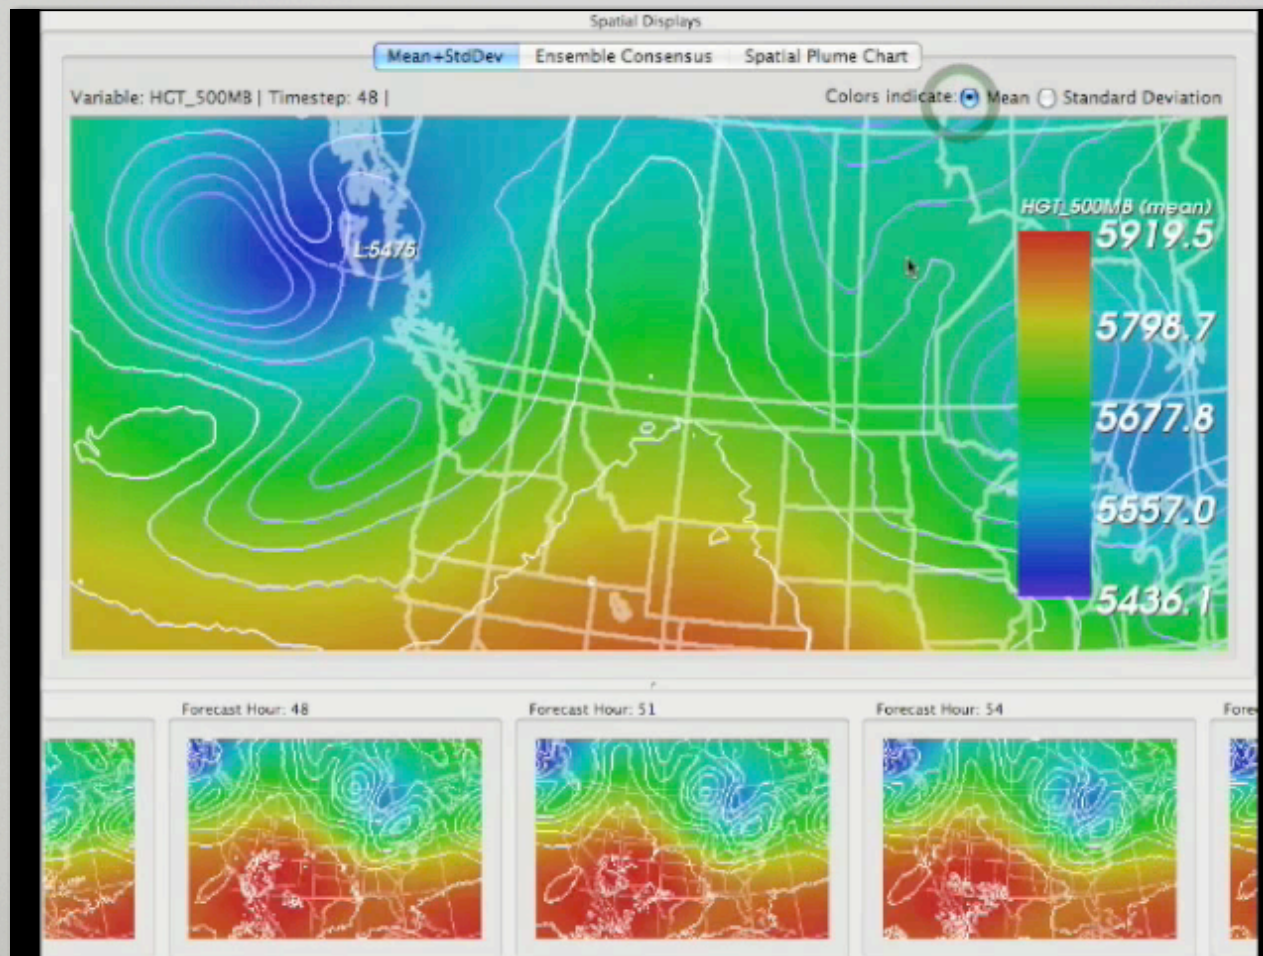 Spatial Displays
Mean+StdDev Ensemble Consensus Spatial Plume Chart
Variable: HGT_500MB | Timestep: 48 |
Colors indicate: Mean Standard Deviation
L:5475
HGT_500MB (mean)
5919.5
5798.7
5677.8
5557.0
5436.1
Forecast Hour: 48
Forecast Hour: 51
Forecast Hour: 54
Fore